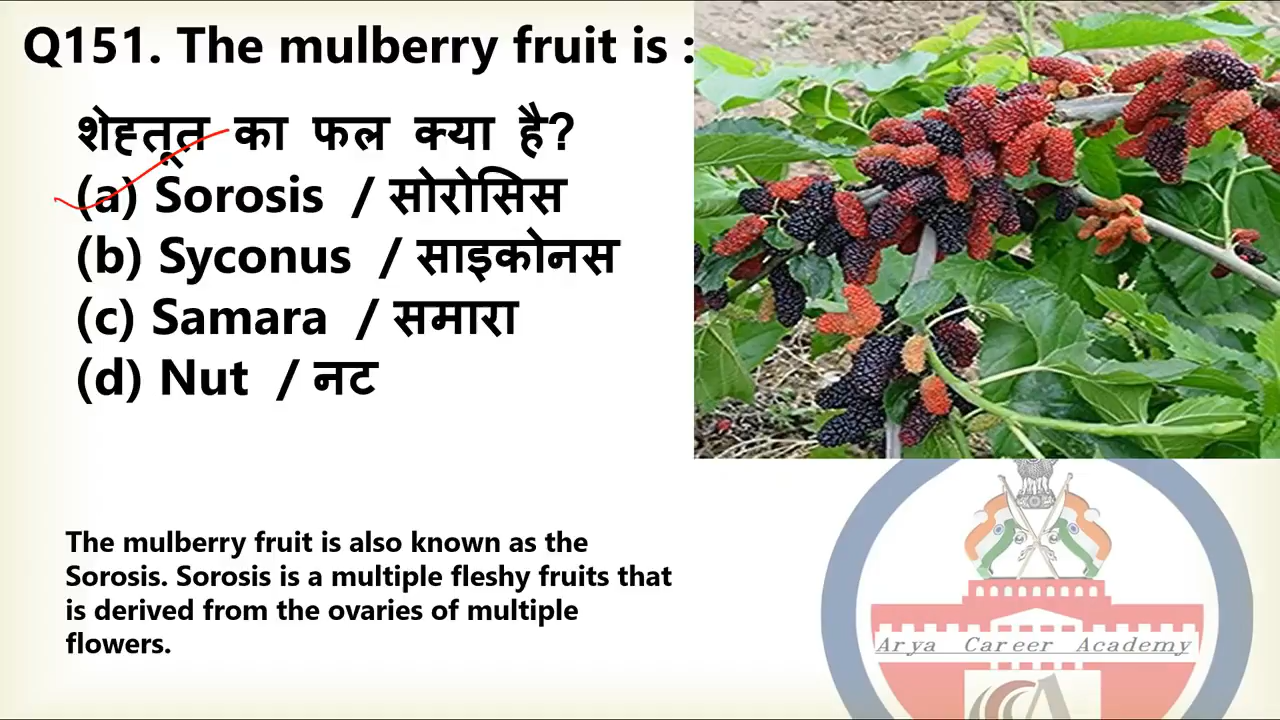 Q151. The mulberry fruit is :
शेह्तूत का फल क्या है?
(a) Sorosis / सोरोसिस
(b) Syconus / साइकोनस
(c) Samara / समारा
(d) Nut / नट
The mulberry fruit is also known as the
Sorosis. Sorosis is a multiple fleshy fruits that
is derived from the ovaries of multiple
flowers.
Arya Career Academy